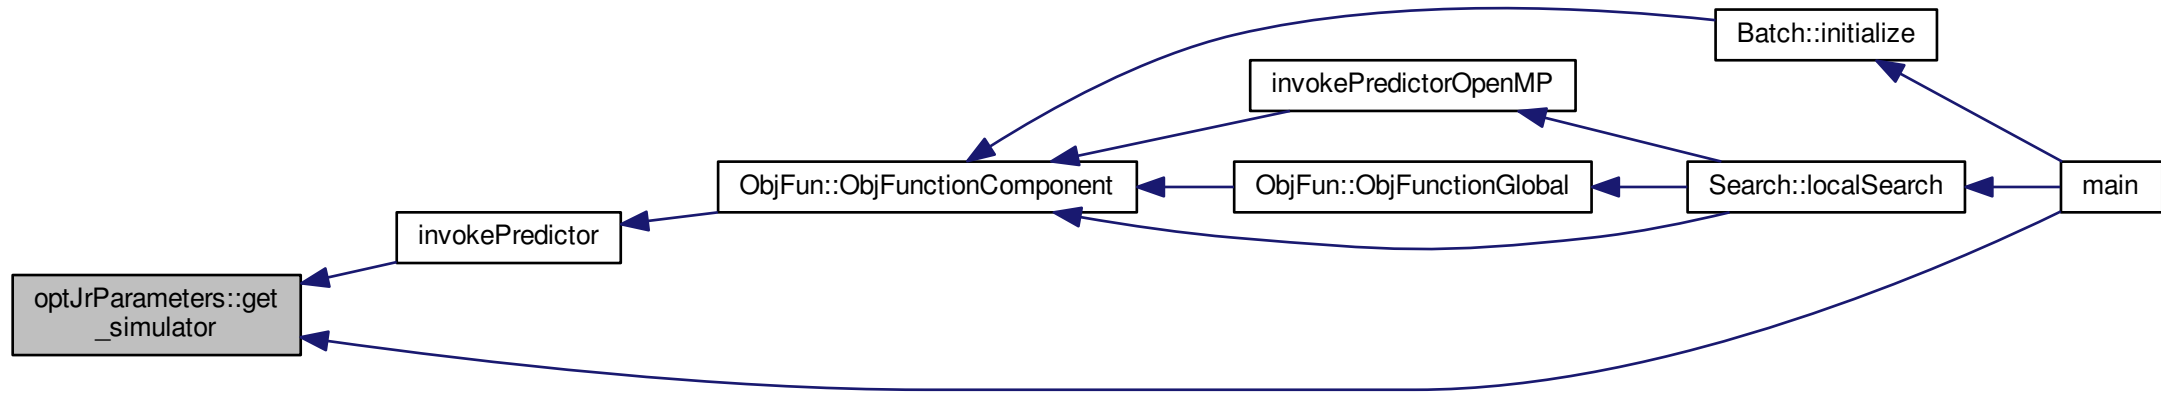 Batch::initialize
invokePredictorOpenMP
ObjFun::ObjFunctionComponent
ObjFun::ObjFunctionGlobal
Search::localSearch
main
invokePredictor
optJrParameters::get
_simulator